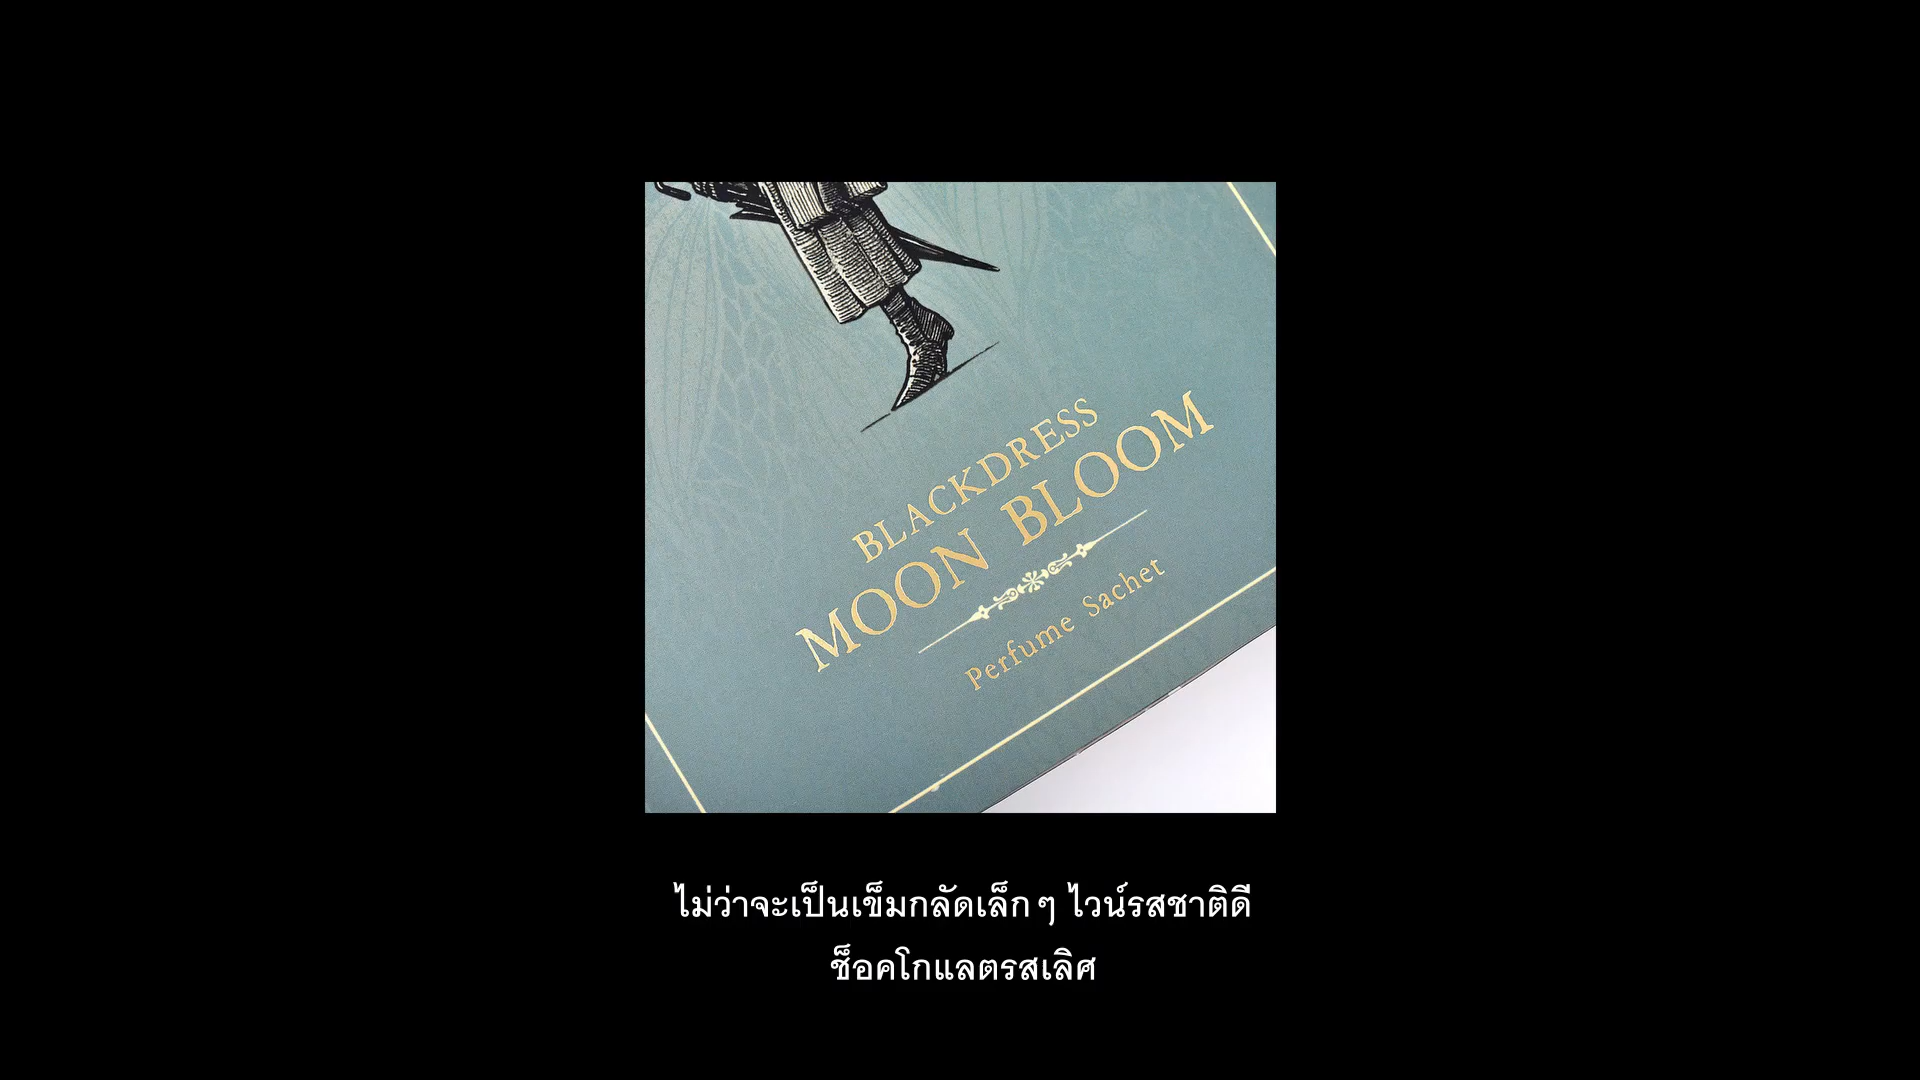 BLACKDRESS
MOON BLOOM
Perfume Sachet
ไม่ว่าจะเป็นเข็มกลัดเล็กๆ ไวน์รสชาติดี
ช็อคโกแลตรสเลิศ